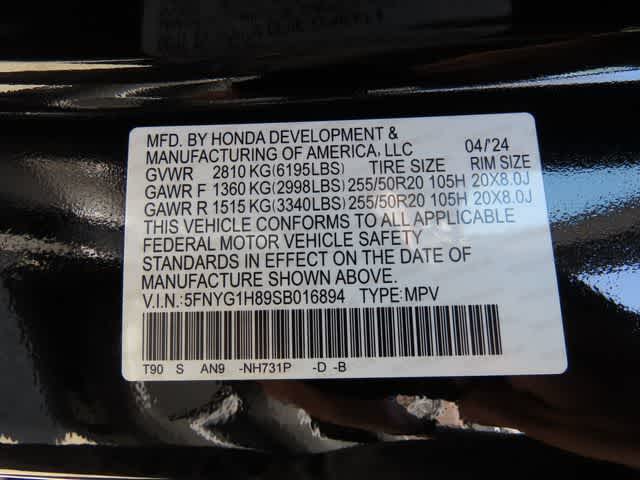 MFD. BY HONDA DEVELOPMENT &
MANUFACTURING OF AMERICA, LLC 04/'24
GVWR 2810 KG(6195LBS) TIRE SIZE RIM SIZE
GAWR F 1360 KG(2998LBS) 255/50R20 105H 20X8.0J
GAWR R 1515 KG(3340LBS) 255/50R20 105H 20X8.0J
THIS VEHICLE CONFORMS TO ALL APPLICABLE
FEDERAL MOTOR VEHICLE SAFETY
STANDARDS IN EFFECT ON THE DATE OF
MANUFACTURE SHOWN ABOVE.
V.I.N.:5FNYG1H89SB016894 TYPE:MPV
T90 S AN9 -NH731P -D -B